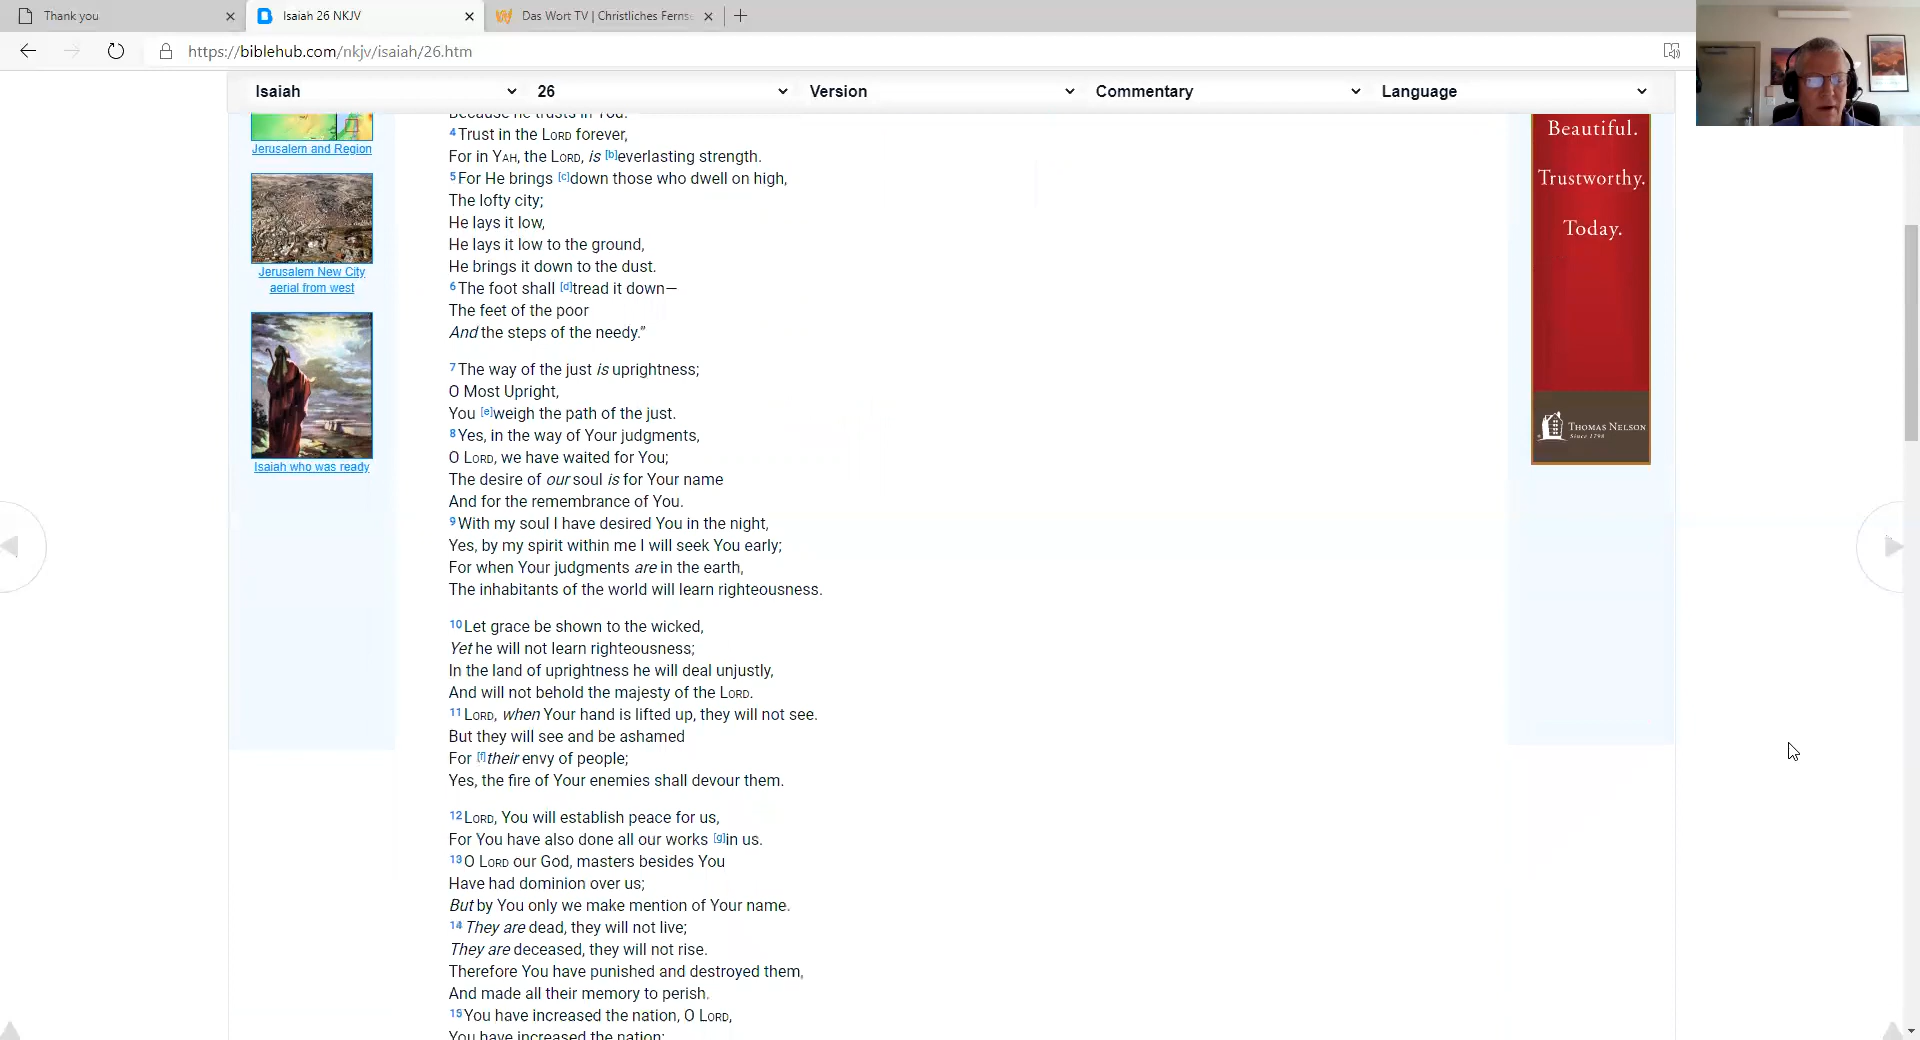 Thank you
Isaiah 26 NKJV
Das Wort TV | Christliches Ferns
https://biblehub.com/nkjv/isaiah/26.htm
Isaiah
26
Version
Commentary
Language
Jerusalem and Region
Jerusalem New City
aerial from west
Isaiah who was ready
Because he trusts in You.
4 Trust in the LORD forever,
For in YAH, the LORD, is [b]everlasting strength.
5 For He brings [c]down those who dwell on high,
The lofty city;
He lays it low,
He lays it low to the ground,
He brings it down to the dust.
6 The foot shall [d]tread it down—
The feet of the poor
And the steps of the needy.”
7 The way of the just is uprightness;
O Most Upright,
You [e]weigh the path of the just.
8 Yes, in the way of Your judgments,
O LORD, we have waited for You;
The desire of our soul is for Your name
And for the remembrance of You.
9 With my soul I have desired You in the night,
Yes, by my spirit within me I will seek You early;
For when Your judgments are in the earth,
The inhabitants of the world will learn righteousness.
10 Let grace be shown to the wicked,
Yet he will not learn righteousness;
In the land of uprightness he will deal unjustly,
And will not behold the majesty of the LORD.
11 LORD, when Your hand is lifted up, they will not see.
But they will see and be ashamed
For [f]their envy of people;
Yes, the fire of Your enemies shall devour them.
12 LORD, You will establish peace for us,
For You have also done all our works [g]in us.
13 O LORD our God, masters besides You
Have had dominion over us;
But by You only we make mention of Your name.
14 They are dead, they will not live;
They are deceased, they will not rise.
Therefore You have punished and destroyed them,
And made all their memory to perish.
15 You have increased the nation, O LORD,
You have increased the nation;
Beautiful.
Trustworthy.
Today.
THOMAS NELSON
Since 1798